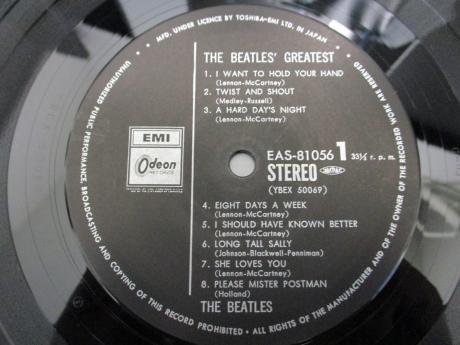 MFD. UNDER LICENCE BY TOSHIBA-EMI LTD. IN JAPAN
UNAUTHORIZED PUBLIC PERFORMANCE, BROADCASTING AND COPYING OF THIS RECORD PROHIBITED • ALL RIGHTS OF THE MANUFACTURER AND OF THE OWNER OF THE RECORDED WORK ARE RESERVED
THE BEATLES' GREATEST
1. I WANT TO HOLD YOUR HAND
(Lennon-McCartney)
2. TWIST AND SHOUT
(Medley-Russell)
3. A HARD DAY'S NIGHT
(Lennon-McCartney)
EMI
Odeon
EAS-81056 1 33⅓ r. p. m.
STEREO
(YBEX 50069)
4. EIGHT DAYS A WEEK
(Lennon-McCartney)
5. I SHOULD HAVE KNOWN BETTER
(Lennon-McCartney)
6. LONG TALL SALLY
(Johnson-Blackwell-Penniman)
7. SHE LOVES YOU
(Lennon-McCartney)
8. PLEASE MISTER POSTMAN
(Holland)
THE BEATLES